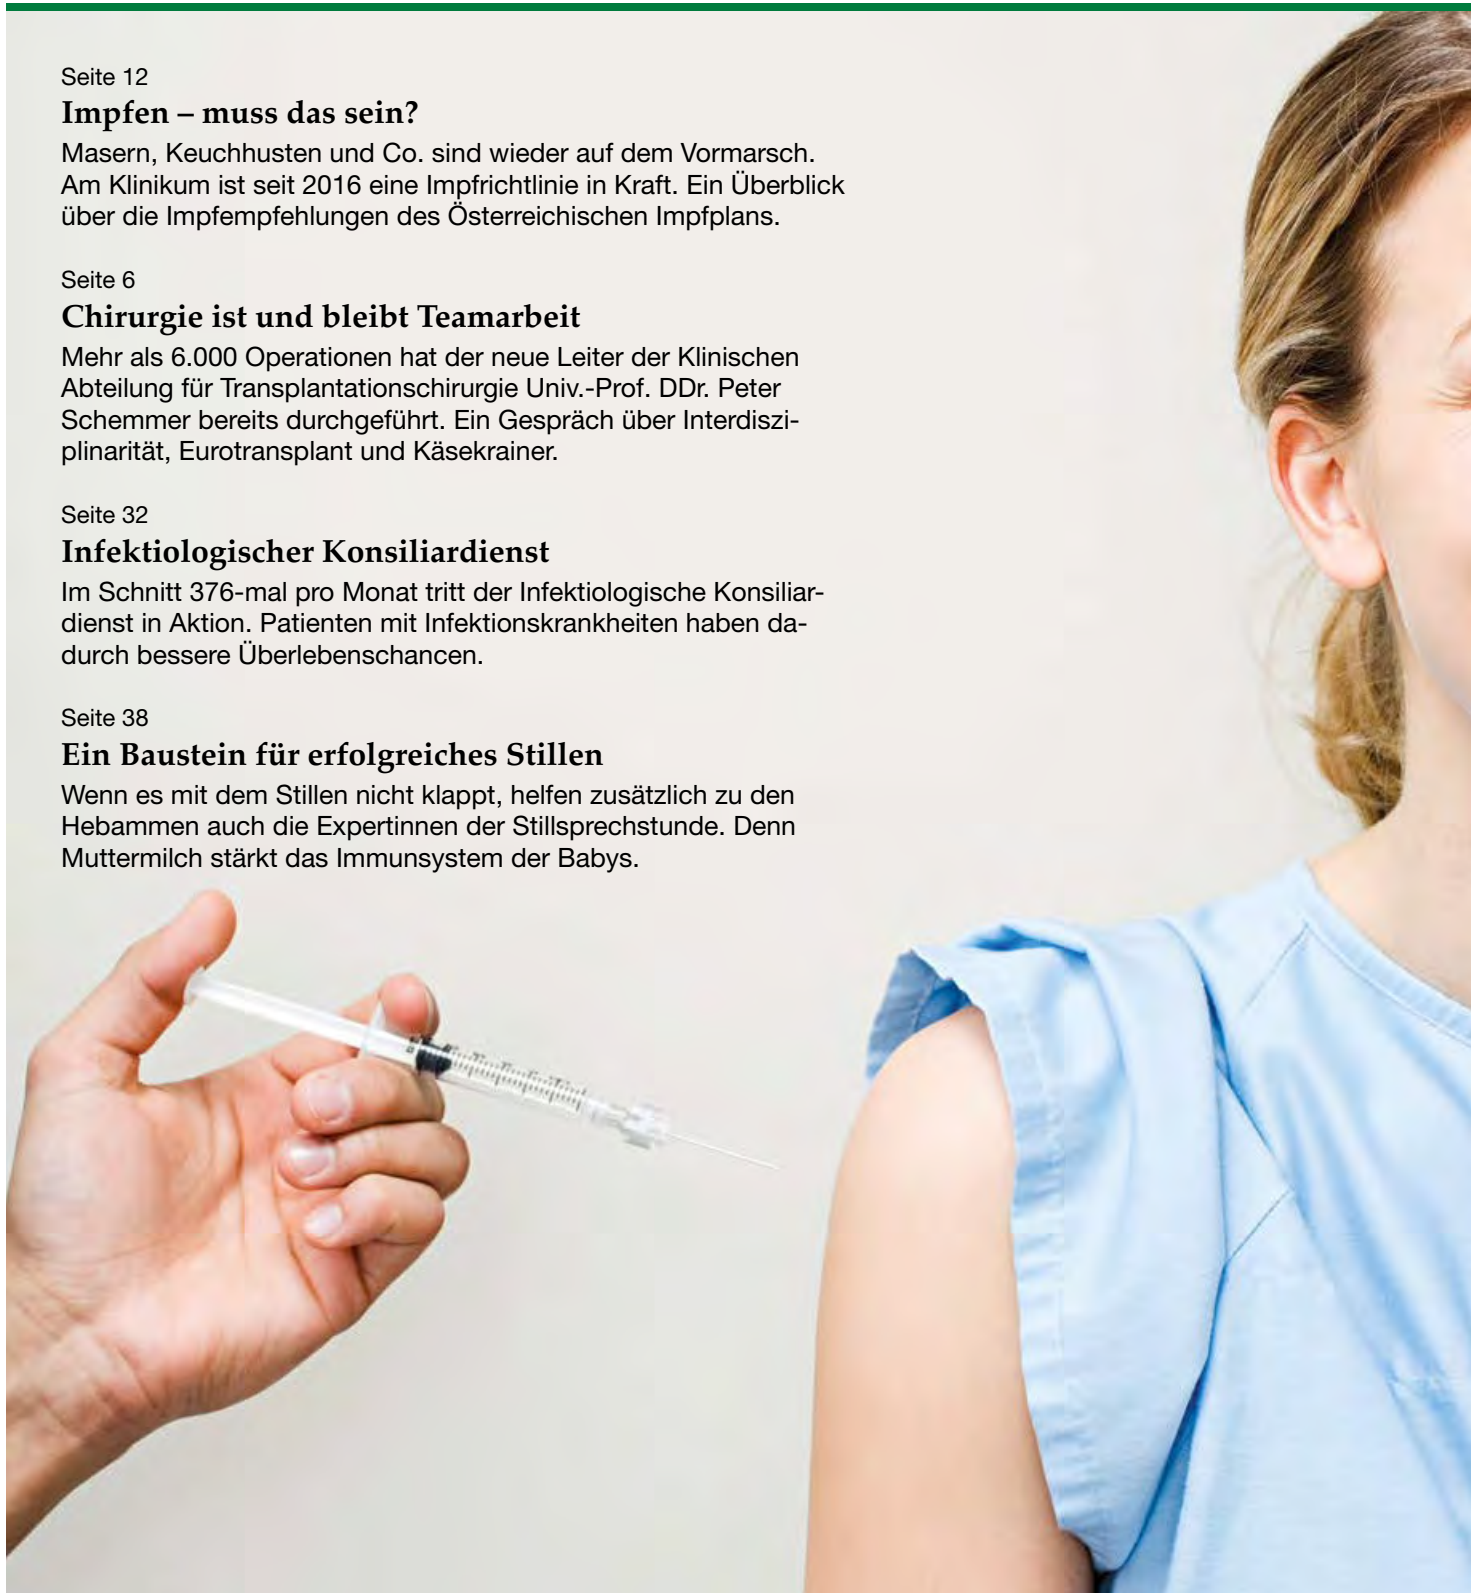 Seite 12
Impfen – muss das sein?
Masern, Keuchhusten und Co. sind wieder auf dem Vormarsch.
Am Klinikum ist seit 2016 eine Impfrichtlinie in Kraft. Ein Überblick
über die Impfempfehlungen des Österreichischen Impfplans.
Seite 6
Chirurgie ist und bleibt Teamarbeit
Mehr als 6.000 Operationen hat der neue Leiter der Klinischen
Abteilung für Transplantationschirurgie Univ.-Prof. DDr. Peter
Schemmer bereits durchgeführt. Ein Gespräch über Interdiszi-
plinarität, Eurotransplant und Käsekrainer.
Seite 32
Infektiologischer Konsiliardienst
Im Schnitt 376-mal pro Monat tritt der Infektiologische Konsiliar-
dienst in Aktion. Patienten mit Infektionskrankheiten haben da-
durch bessere Überlebenschancen.
Seite 38
Ein Baustein für erfolgreiches Stillen
Wenn es mit dem Stillen nicht klappt, helfen zusätzlich zu den
Hebammen auch die Expertinnen der Stillsprechstunde. Denn
Muttermilch stärkt das Immunsystem der Babys.